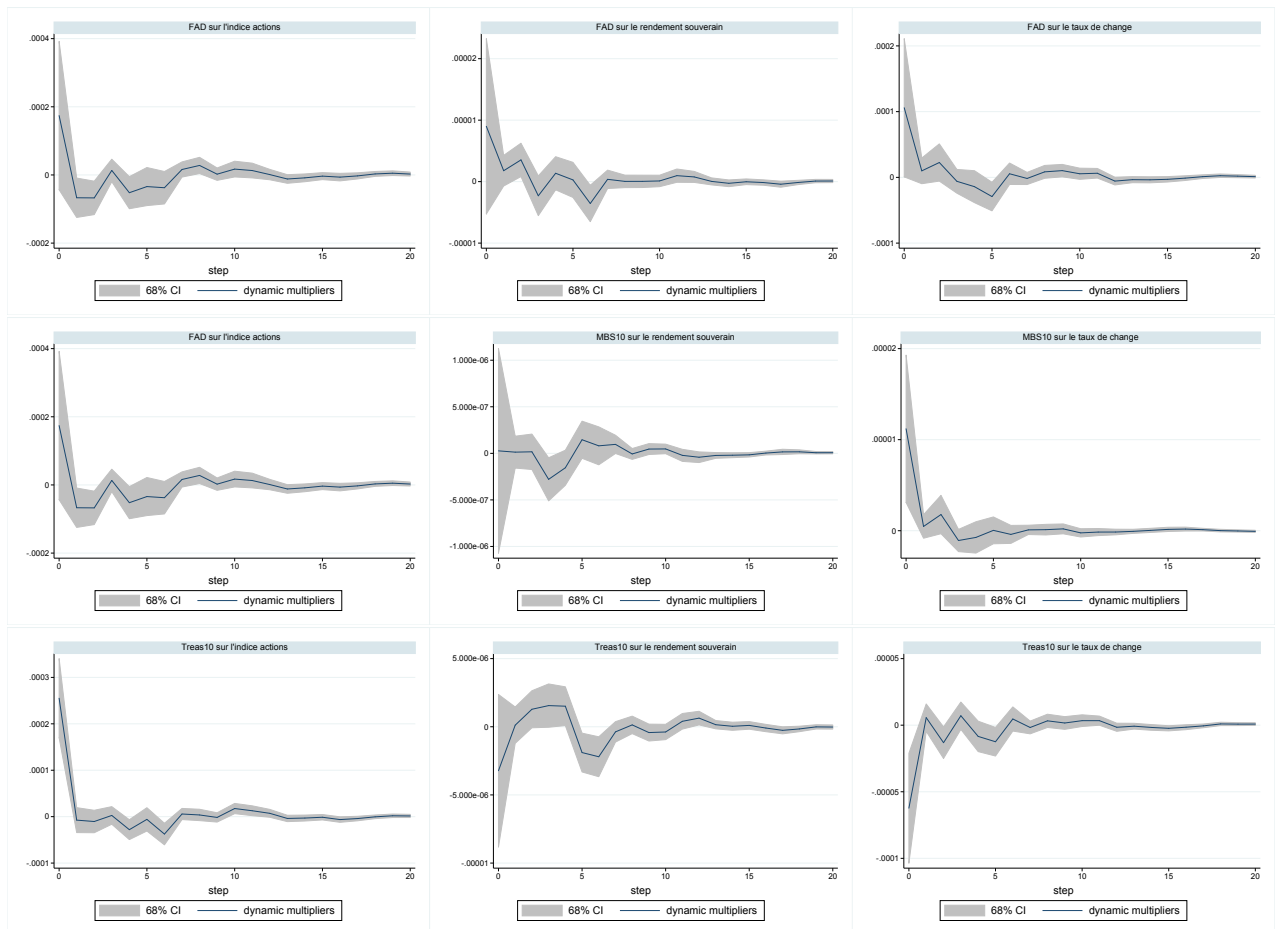 FAD sur l'indice actions
.0004
.0002
0
-.0002
0 5 10 15 20
step
68% CI dynamic multipliers
FAD sur le rendement souverain
.00002
.00001
0
-.00001
0 5 10 15 20
step
68% CI dynamic multipliers
FAD sur le taux de change
.0002
.0001
0
-.0001
0 5 10 15 20
step
68% CI dynamic multipliers
FAD sur l'indice actions
.0004
.0002
0
-.0002
0 5 10 15 20
step
68% CI dynamic multipliers
MBS10 sur le rendement souverain
1.000e-06
5.000e-07
0
-5.000e-07
-1.000e-06
0 5 10 15 20
step
68% CI dynamic multipliers
MBS10 sur le taux de change
.00002
.00001
0
0 5 10 15 20
step
68% CI dynamic multipliers
Treas10 sur l'indice actions
.0003
.0002
.0001
0
-.0001
0 5 10 15 20
step
68% CI dynamic multipliers
Treas10 sur le rendement souverain
5.000e-06
0
-5.000e-06
-.00001
0 5 10 15 20
step
68% CI dynamic multipliers
Treas10 sur le taux de change
.00005
0
-.00005
-.0001
0 5 10 15 20
step
68% CI dynamic multipliers